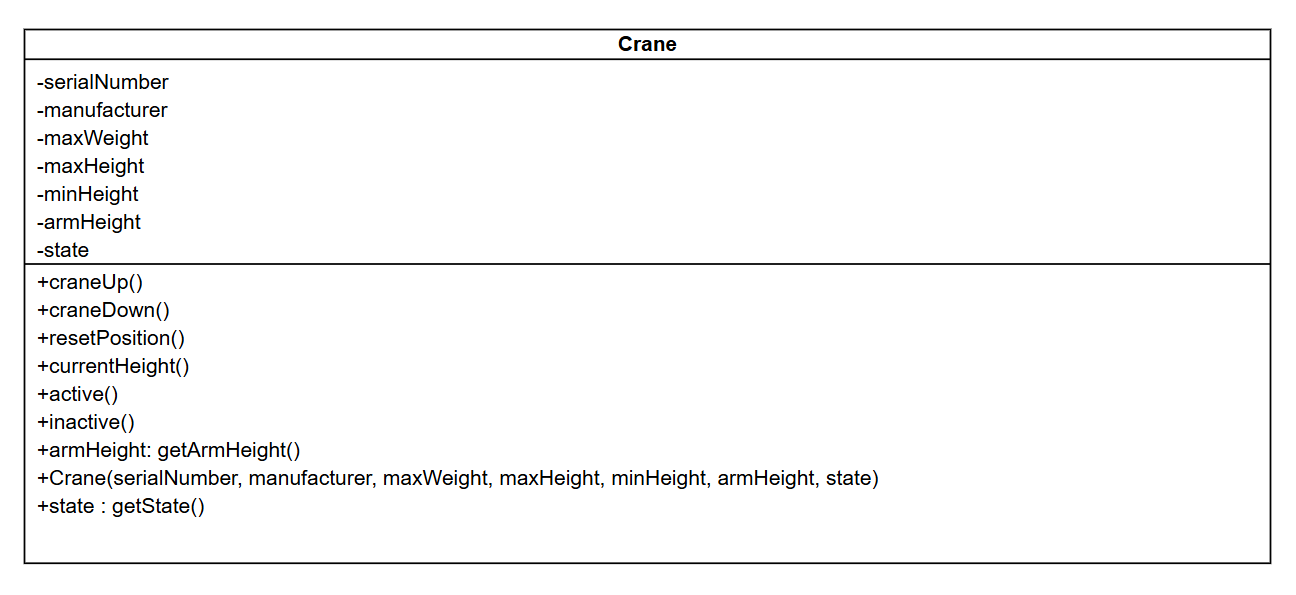 Crane
-serialNumber
-manufacturer
-maxWeight
-maxHeight
-minHeight
-armHeight
-state
+craneUp()
+craneDown()
+resetPosition()
+currentHeight()
+active()
+inactive()
+armHeight: getArmHeight()
+Crane(serialNumber, manufacturer, maxWeight, maxHeight, minHeight, armHeight, state)
+state : getState()